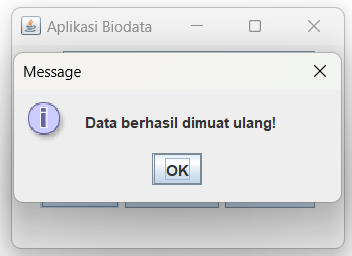 Aplikasi Biodata
Message
Data berhasil dimuat ulang!
OK